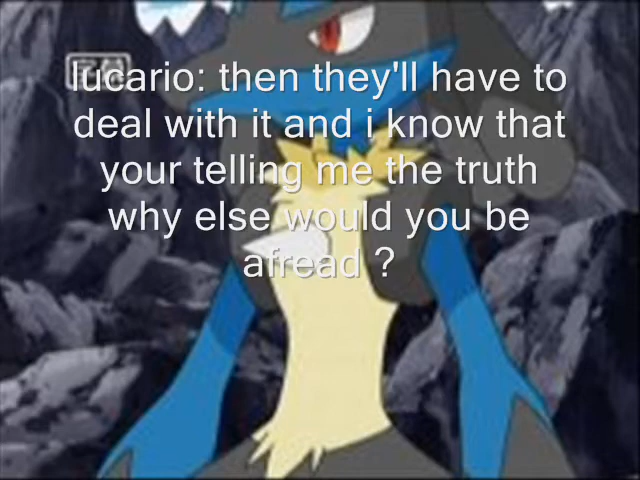 lucario: then they'll have to
deal with it and i know that
your telling me the truth
why else would you be
afread ?